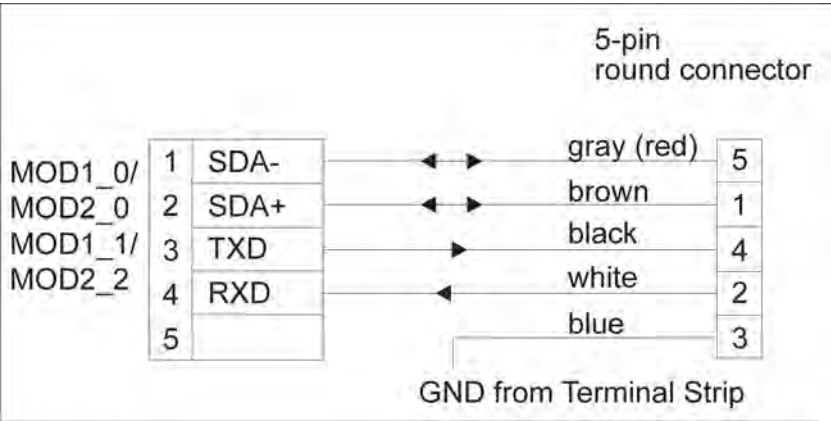 5-pin
round connector
MOD1_0/
MOD2_0
MOD1_1/
MOD2_2
1 SDA- gray (red) 5
2 SDA+ brown 1
3 TXD black 4
4 RXD white 2
5 blue 3
GND from Terminal Strip